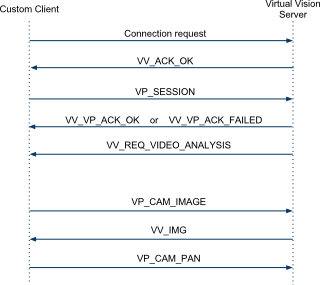 Custom Client
Virtual Vision
Server
Connection request
VV_ACK_OK
VP_SESSION
VV_VP_ACK_OK or VV_VP_ACK_FAILED
VV_REQ_VIDEO_ANALYSIS
VP_CAM_IMAGE
VV_IMG
VP_CAM_PAN